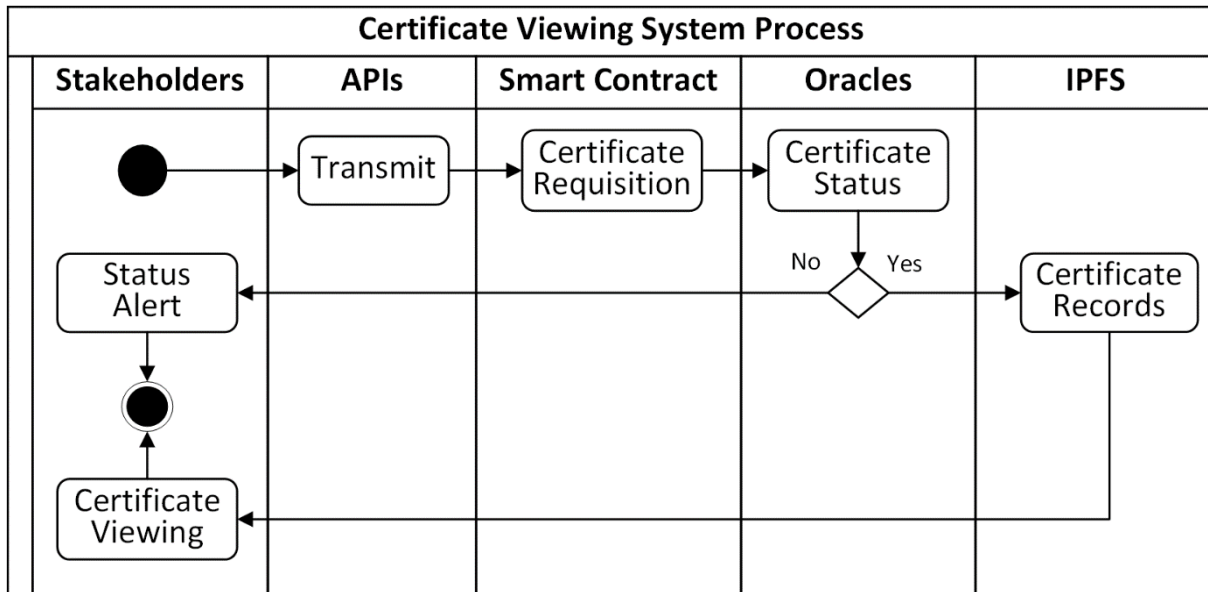 Certificate Viewing System Process
Stakeholders
APIs
Smart Contract
Oracles
IPFS
Transmit
Certificate
Requisition
Certificate
Status
No
Yes
Status
Alert
Certificate
Records
Certificate
Viewing